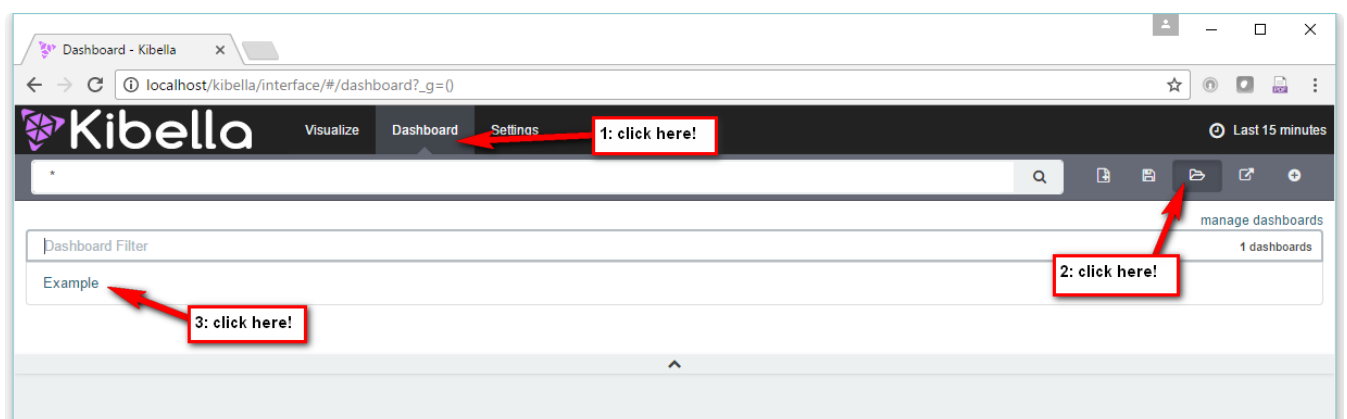 Dashboard - Kibella
localhost/kibella/interface/#/dashboard?_g=()
PDF
Kibella
Visualize
Dashboard
Settings
1: click here!
Last 15 minutes
*
manage dashboards
Dashboard Filter
1 dashboards
2: click here!
Example
3: click here!